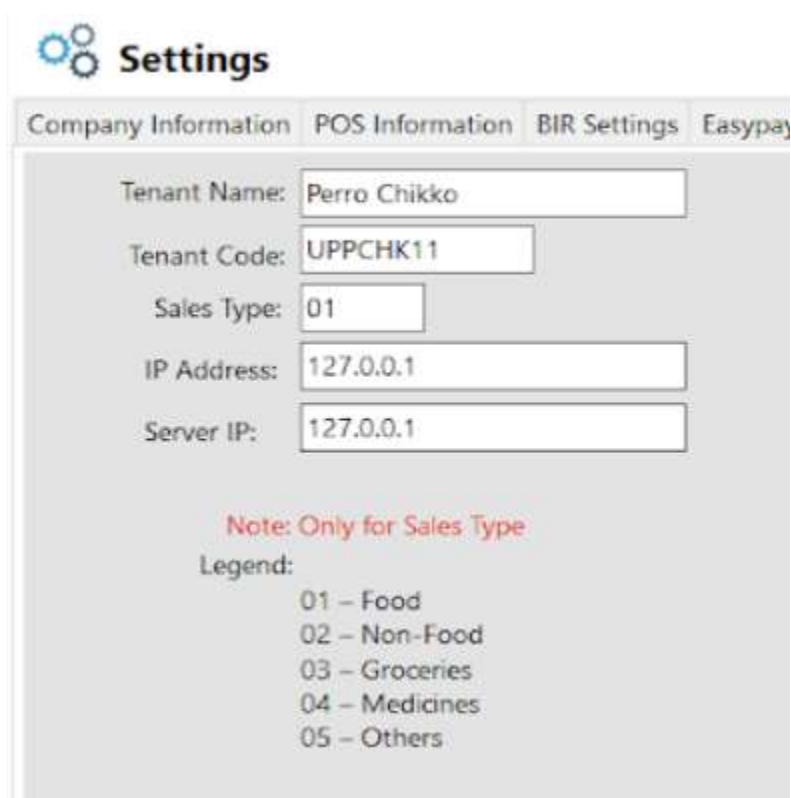 Settings
Company Information POS Information BIR Settings Easypay
Tenant Name: Perro Chikko
Tenant Code: UPPCHK11
Sales Type: 01
IP Address: 127.0.0.1
Server IP: 127.0.0.1
Note: Only for Sales Type
Legend:
01 – Food
02 – Non-Food
03 – Groceries
04 – Medicines
05 – Others